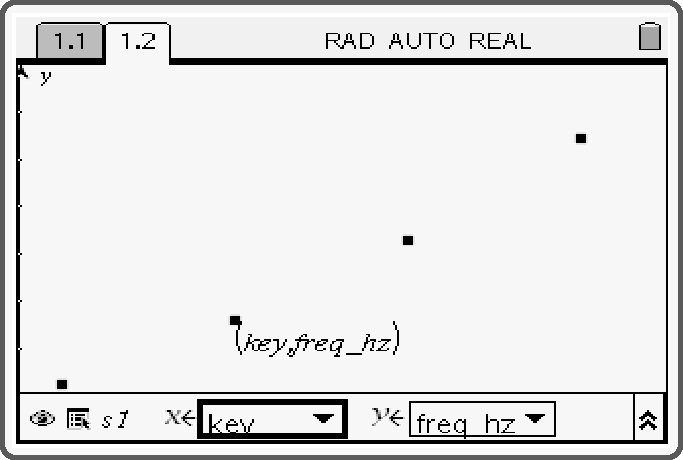 1.1 1.2 RAD AUTO REAL
y
(key,freq_hz)
s1 x← key y← freq_hz